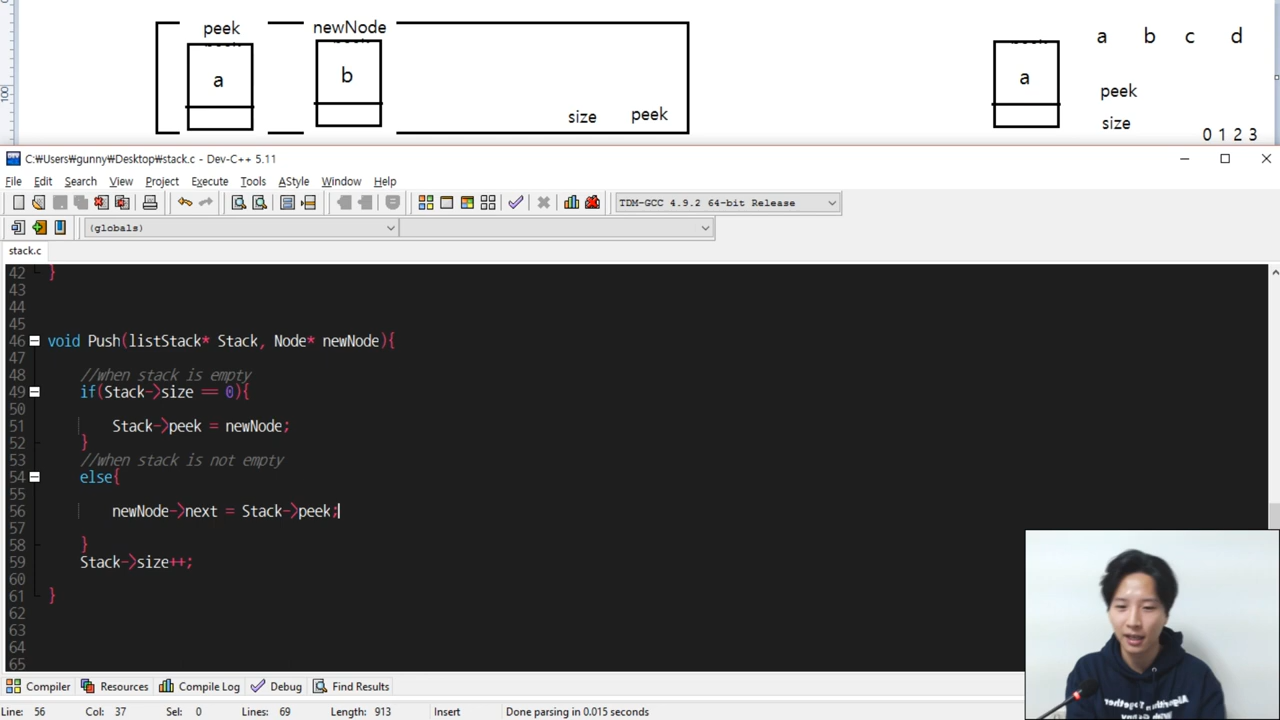 peek newNode
a b
size peek
a
a b c d
peek
size
0 1 2 3
100
C:₩Users₩gunny₩Desktop₩stack.c - Dev-C++ 5.11
File Edit Search View Project Execute Tools AStyle Window Help
TDM-GCC 4.9.2 64-bit Release
(globals)
stack.c
42 }
43
44
45
46 void Push(listStack* Stack, Node* newNode){
47
48 //when stack is empty
49 if(Stack->size == 0){
50
51 Stack->peek = newNode;
52 }
53 //when stack is not empty
54 else{
55
56 newNode->next = Stack->peek;
57
58 }
59 Stack->size++;
60
61 }
62
63
64
65
Compiler Resources Compile Log Debug Find Results
Line: 56 Col: 37 Sel: 0 Lines: 69 Length: 913 Insert Done parsing in 0.015 seconds